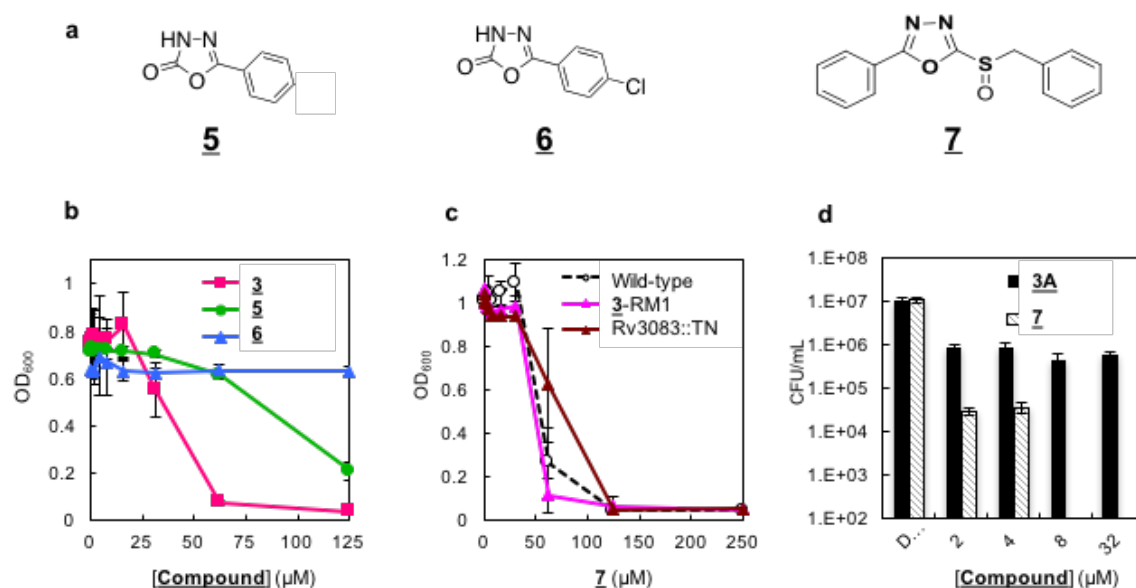 a
HN
N
O
O
5
HN
N
O
O
Cl
6
N
N
O
S
O
7
b
OD600
1
0.8
0.6
0.4
0.2
0
0
25
50
75
100
125
3
5
6
[Compound] (μM)
c
OD600
1.2
1
0.8
0.6
0.4
0.2
0
0
50
100
150
200
250
Wild-type
3-RM1
Rv3083::TN
7 (μM)
d
CFU/mL
1.E+08
1.E+07
1.E+06
1.E+05
1.E+04
1.E+03
1.E+02
3A
7
D...
2
4
8
32
[Compound] (μM)